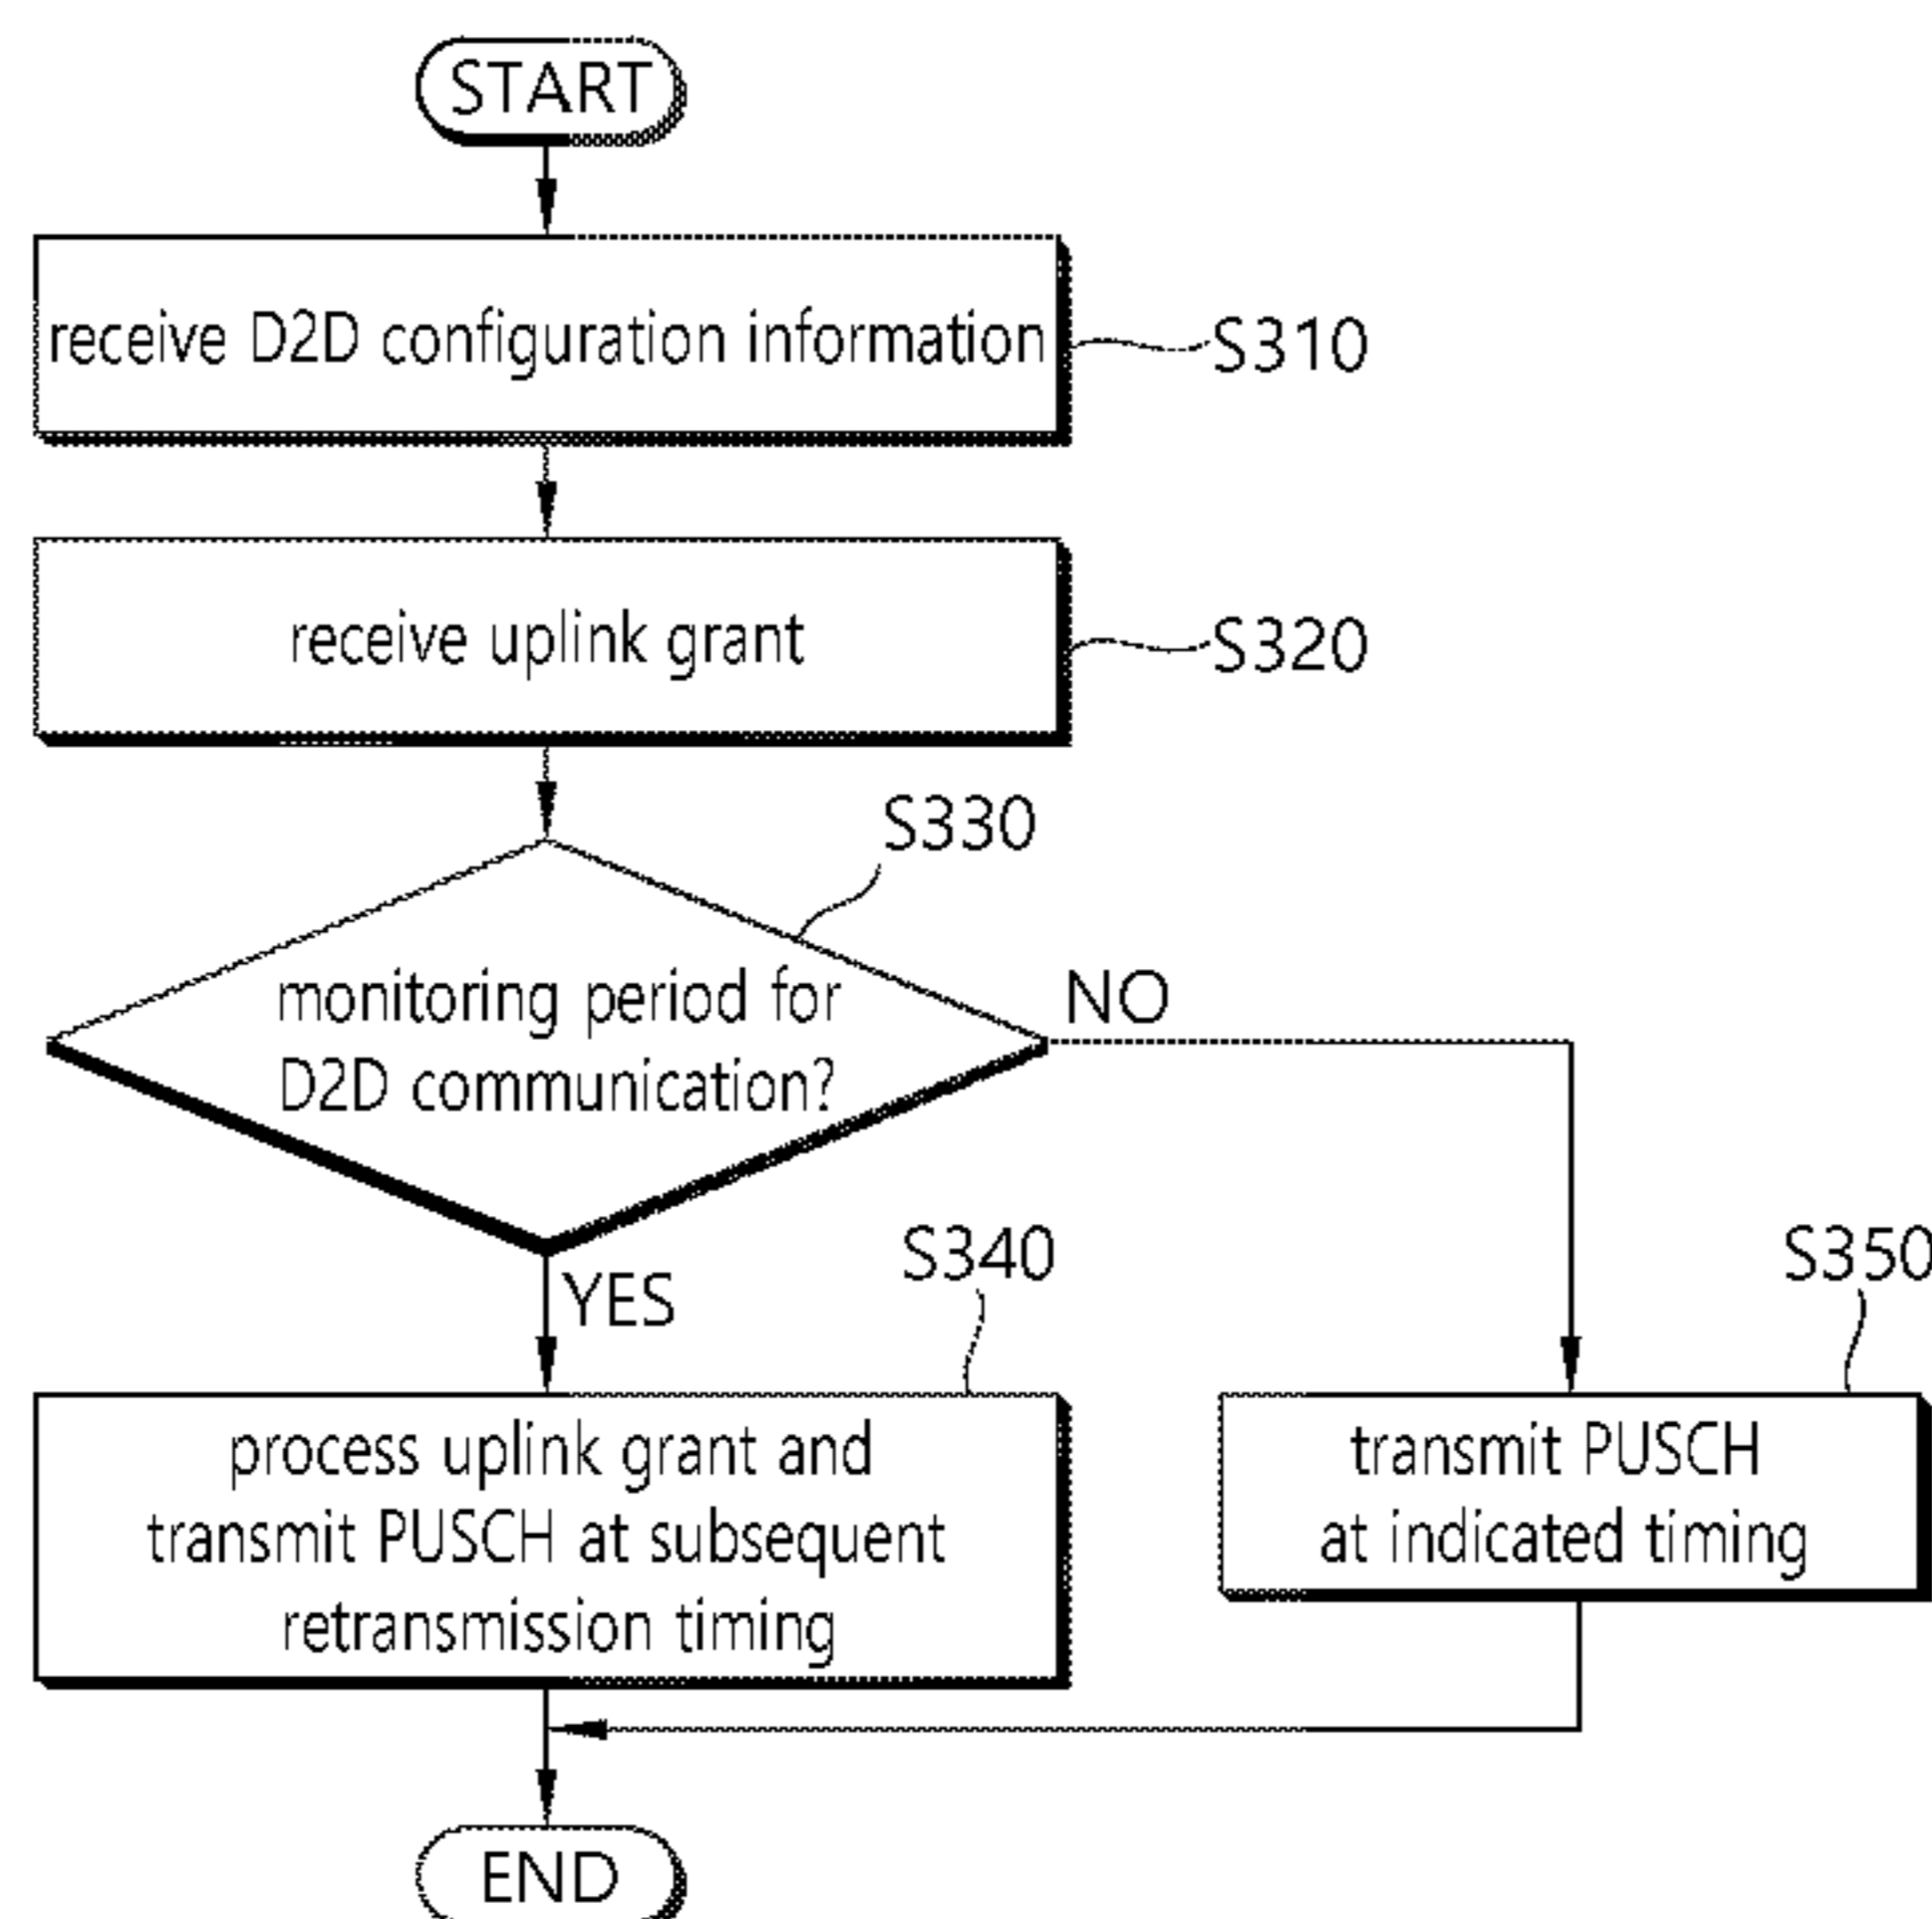 START
receive D2D configuration information
S310
receive uplink grant
S320
S330
monitoring period for
D2D communication?
NO
YES
S340
process uplink grant and
transmit PUSCH at subsequent
retransmission timing
S350
transmit PUSCH
at indicated timing
END